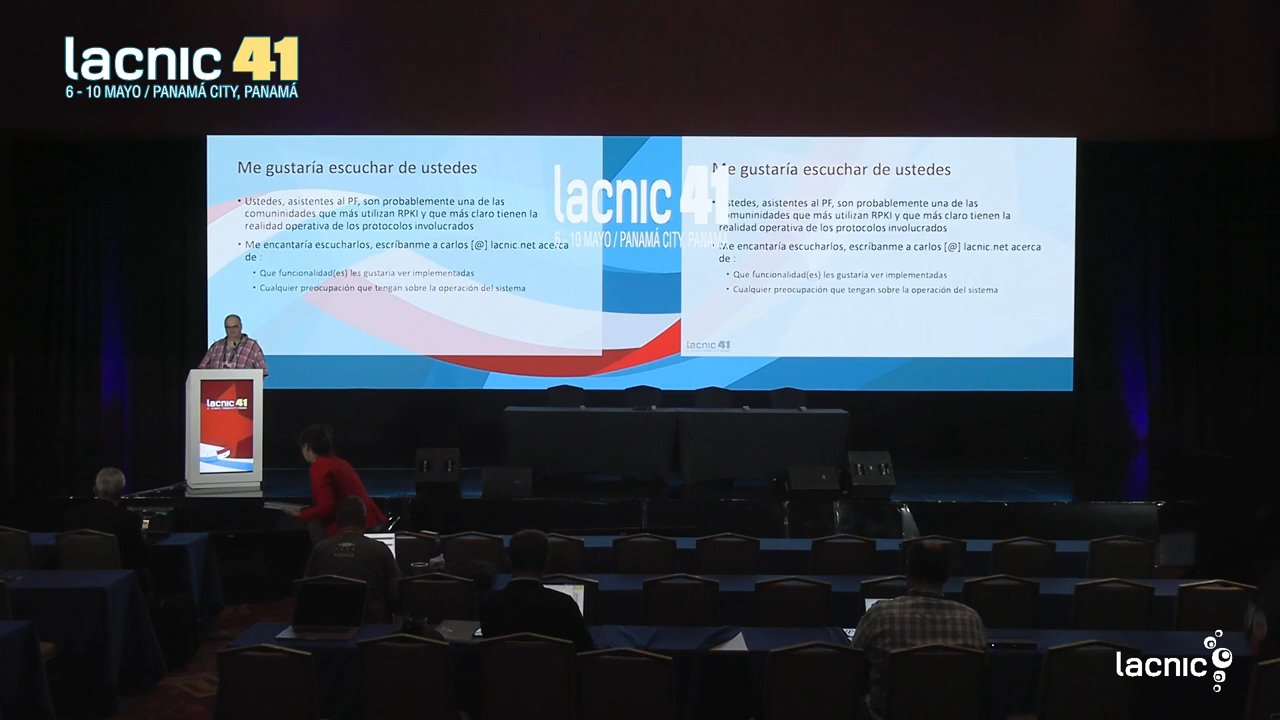 lacnic 41
6 - 10 MAYO / PANAMÁ CITY, PANAMÁ
Me gustaría escuchar de ustedes
• Ustedes, asistentes al PF, son probablemente una de las
comuninidades que más utilizan RPKI y que más claro tienen la
realidad operativa de los protocolos involucrados
• Me encantaría escucharlos, escríbanme a carlos [@] lacnic.net acerca
de :
• Que funcionalidad(es) les gustaria ver implementadas
• Cualquier preocupación que tengan sobre la operación del sistema
lacnic 41
6 - 10 MAYO / PANAMÁ CITY, PANAMÁ
Me gustaría escuchar de ustedes
Ustedes, asistentes al PF, son probablemente una de las
comuninidades que más utilizan RPKI y que más claro tienen la
realidad operativa de los protocolos involucrados
Me encantaría escucharlos, escríbanme a carlos [@] lacnic.net acerca
de :
• Que funcionalidad(es) les gustaria ver implementadas
• Cualquier preocupación que tengan sobre la operación del sistema
lacnic 41
lacnic 41
lacnic